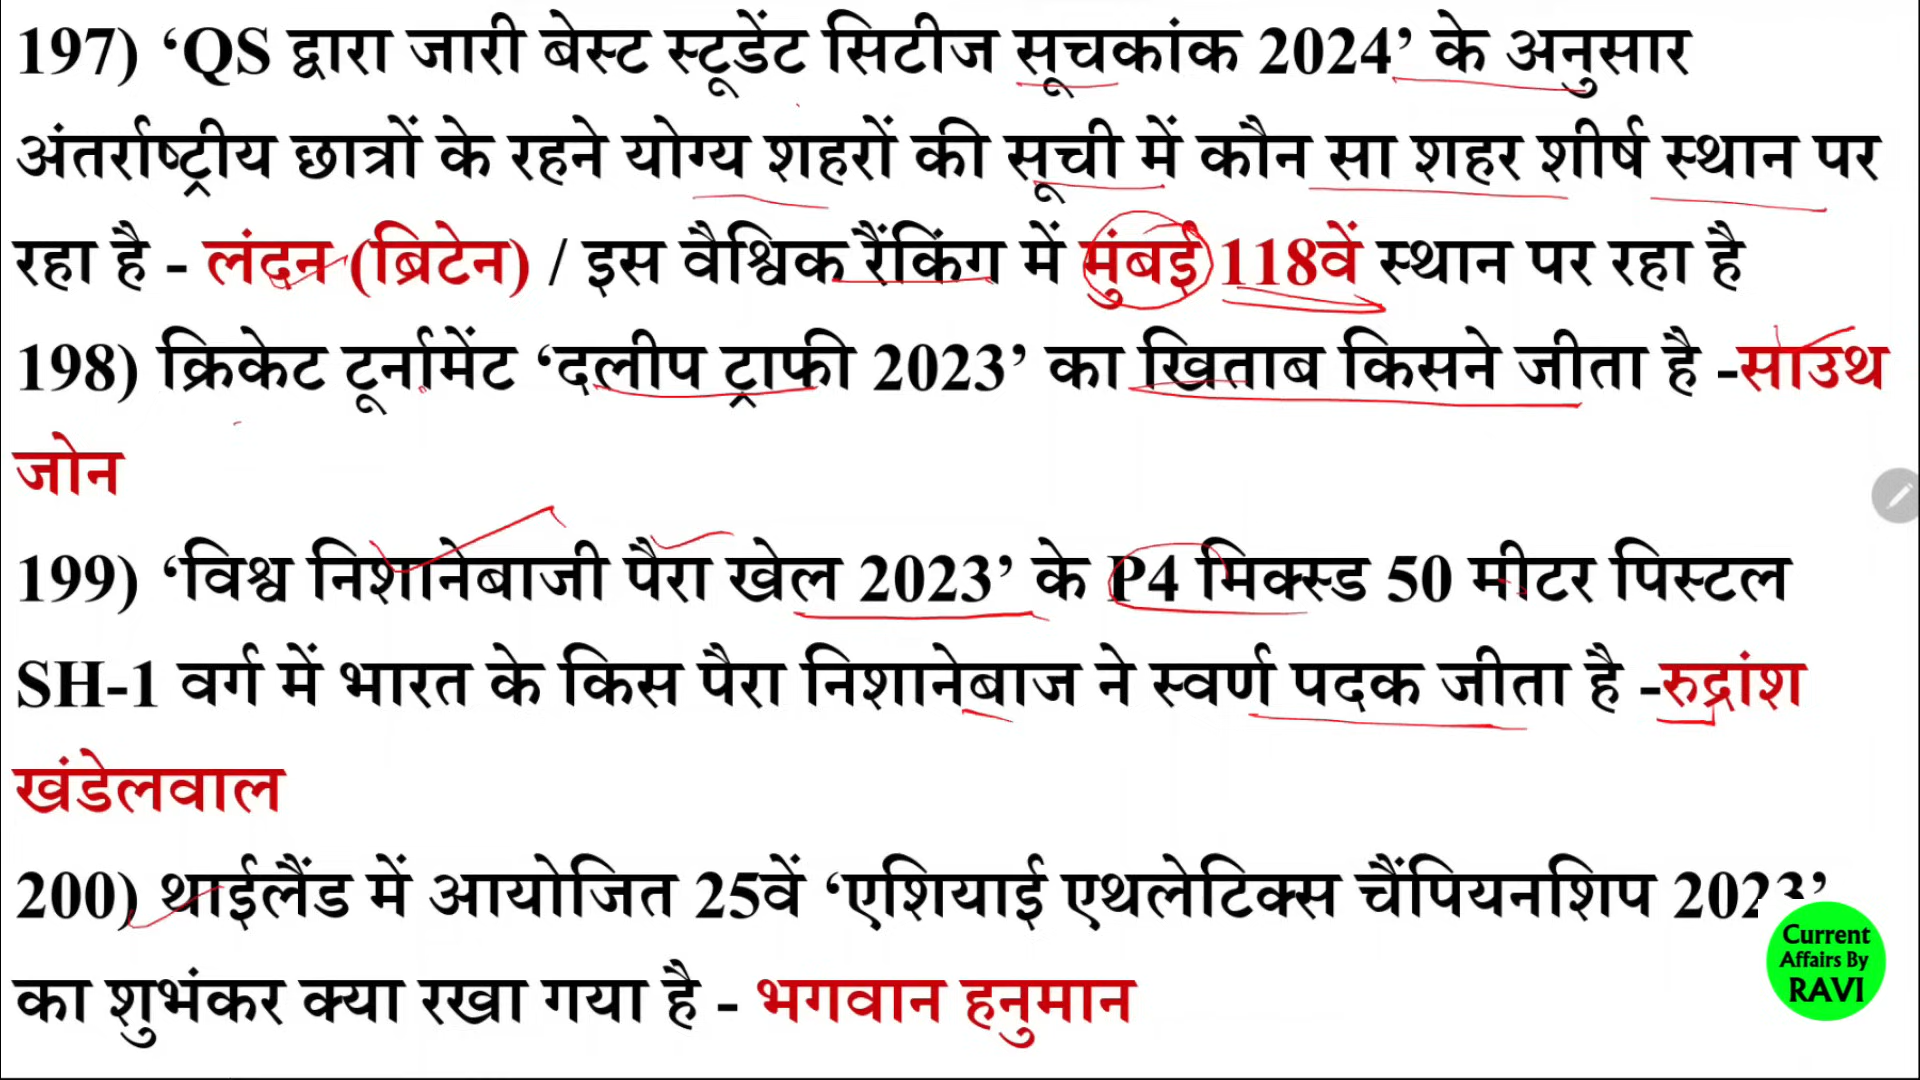 197) ‘QS द्वारा जारी बेस्ट स्टूडेंट सिटीज सूचकांक 2024’ के अनुसार
अंतर्राष्ट्रीय छात्रों के रहने योग्य शहरों की सूची में कौन सा शहर शीर्ष स्थान पर
रहा है - लंदन (ब्रिटेन) / इस वैश्विक रैंकिंग में मुंबई 118वें स्थान पर रहा है
198) क्रिकेट टूर्नामेंट ‘दलीप ट्राफी 2023’ का खिताब किसने जीता है -साउथ
जोन
199) ‘विश्व निशानेबाजी पैरा खेल 2023’ के P4 मिक्स्ड 50 मीटर पिस्टल
SH-1 वर्ग में भारत के किस पैरा निशानेबाज ने स्वर्ण पदक जीता है -रुद्रांश
खंडेलवाल
200) थाईलैंड में आयोजित 25वें ‘एशियाई एथलेटिक्स चैंपियनशिप 2023’
का शुभंकर क्या रखा गया है - भगवान हनुमान
Current
Affairs By
RAVI